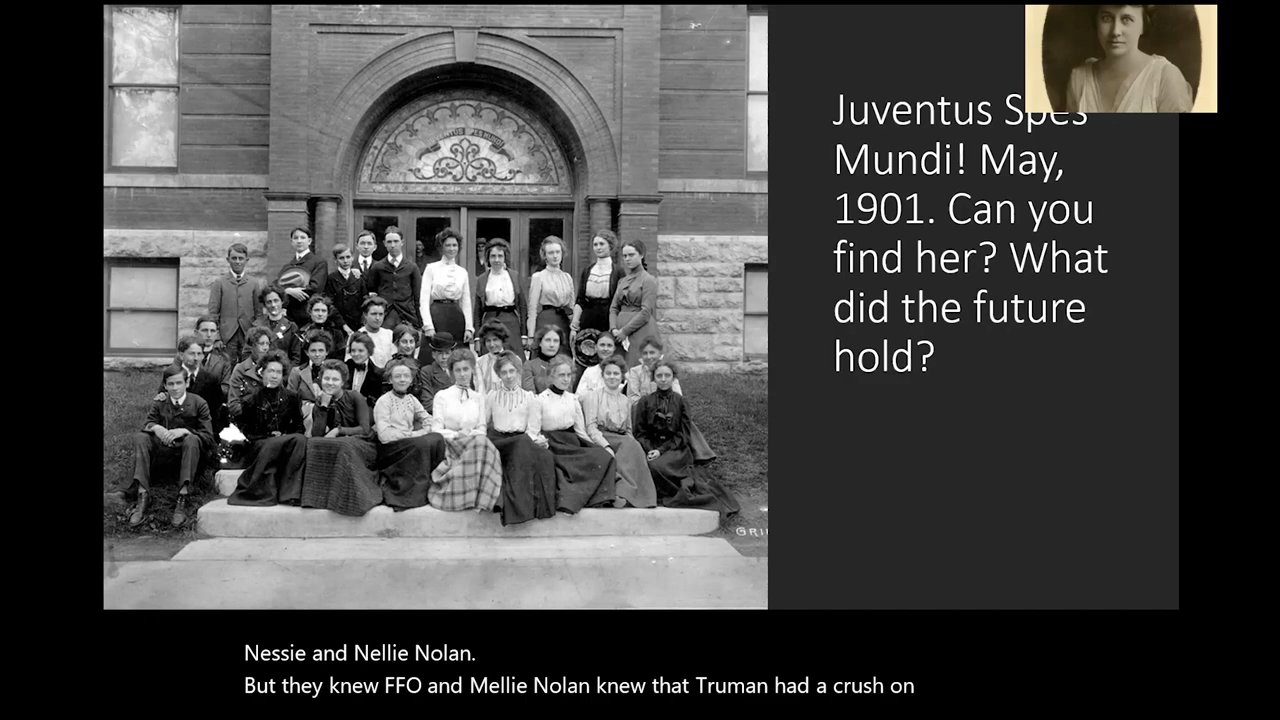 Juventus Spes
Mundi! May,
1901. Can you
find her? What
did the future
hold?
GRI
Nessie and Nellie Nolan.
But they knew FFO and Mellie Nolan knew that Truman had a crush on